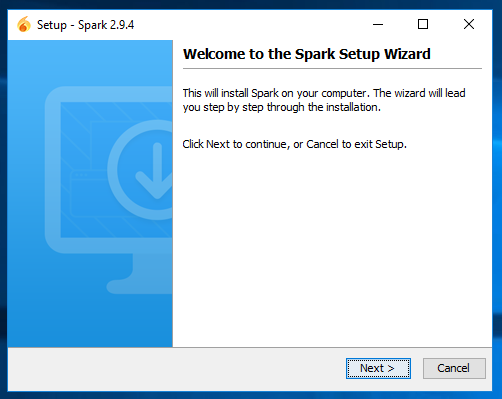 Setup - Spark 2.9.4
Welcome to the Spark Setup Wizard
This will install Spark on your computer. The wizard will lead
you step by step through the installation.
Click Next to continue, or Cancel to exit Setup.
Next >
Cancel